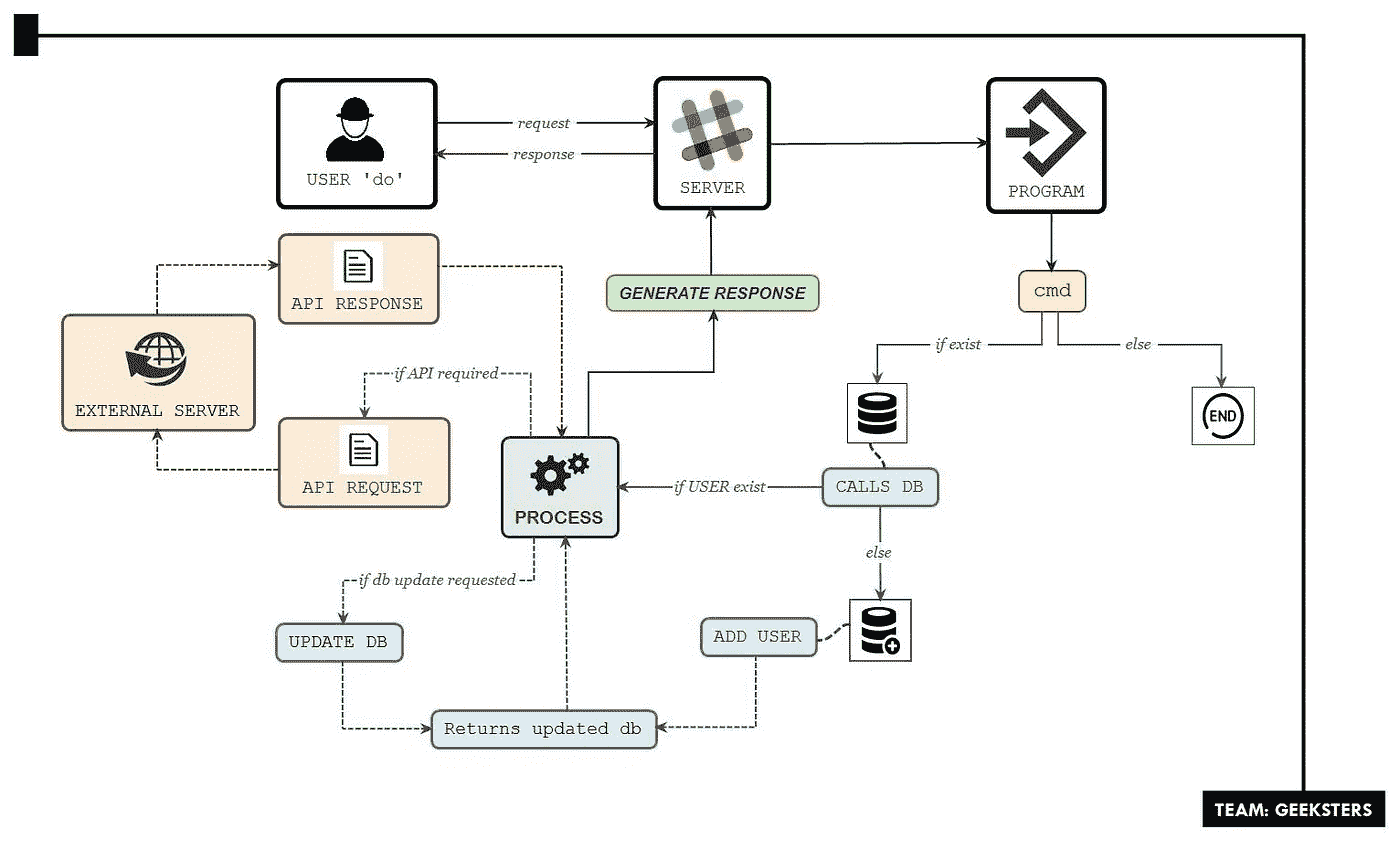 request
response
USER 'do'
SERVER
PROGRAM
API RESPONSE
GENERATE RESPONSE
cmd
if exist
else
if API required
EXTERNAL SERVER
END
API REQUEST
if USER exist
CALLS DB
PROCESS
else
if db update requested
UPDATE DB
ADD USER
Returns updated db
TEAM: GEEKSTERS